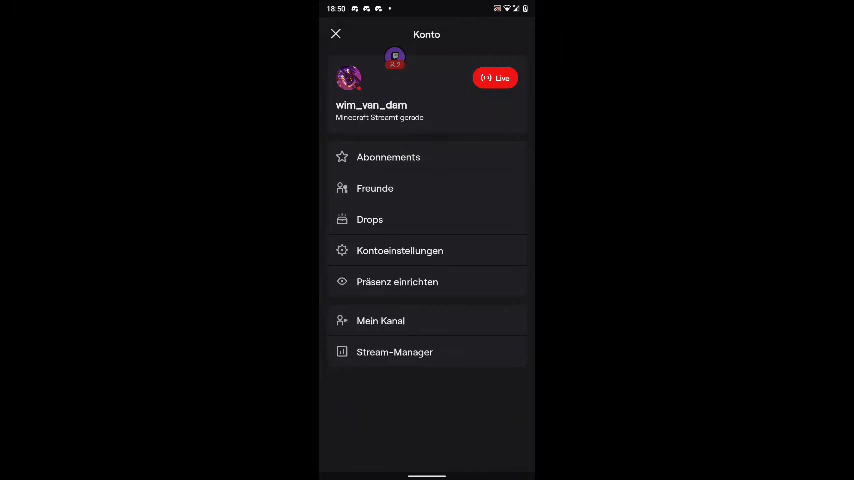 18:50
Konto
Live
wim_van_dam
Minecraft Streamt gerade
Abonnements
Freunde
Drops
Kontoeinstellungen
Präsenz einrichten
Mein Kanal
Stream-Manager